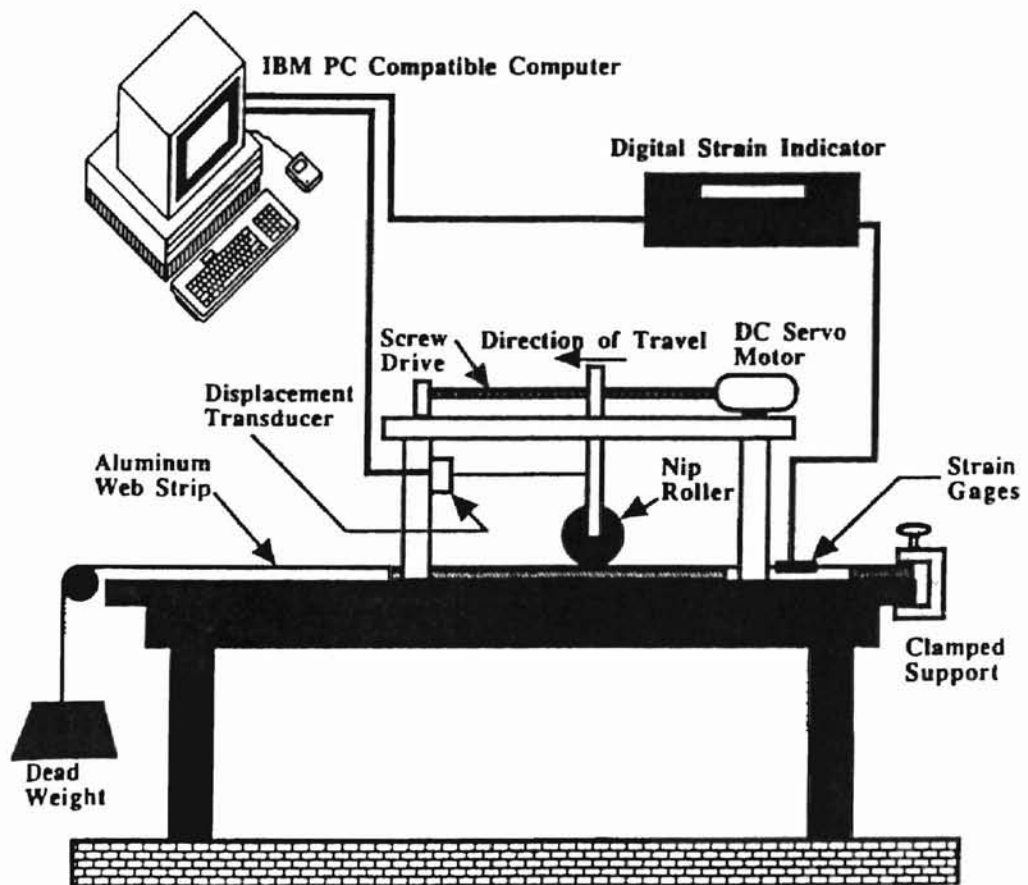 IBM PC Compatible Computer
Digital Strain Indicator
Screw
Drive
Direction of Travel
DC Servo
Motor
Displacement
Transducer
Aluminum
Web Strip
Nip
Roller
Strain
Gages
Clamped
Support
Dead
Weight